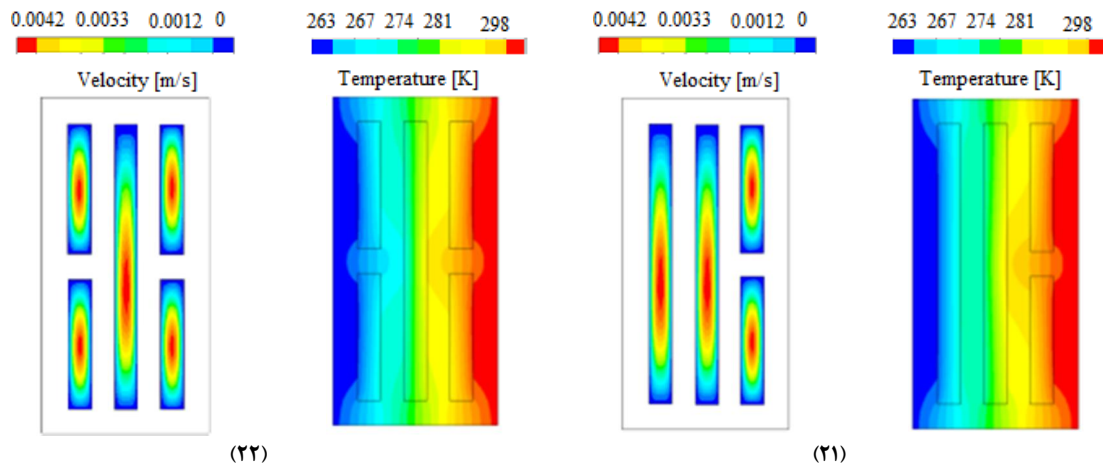 0.0042 0.0033 0.0012 0
Velocity [m/s]
263 267 274 281 298
Temperature [K]
(۲۲)
0.0042 0.0033 0.0012 0
Velocity [m/s]
263 267 274 281 298
Temperature [K]
(۲۱)